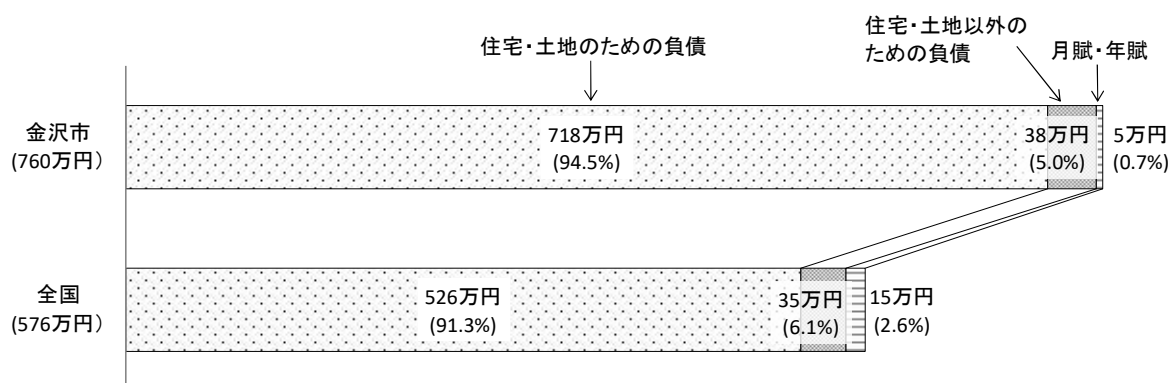 住宅・土地のための負債
住宅・土地以外の
ための負債
月賦・年賦
金沢市
(760万円)
718万円
(94.5%)
38万円
(5.0%)
5万円
(0.7%)
全国
(576万円)
526万円
(91.3%)
35万円
(6.1%)
15万円
(2.6%)